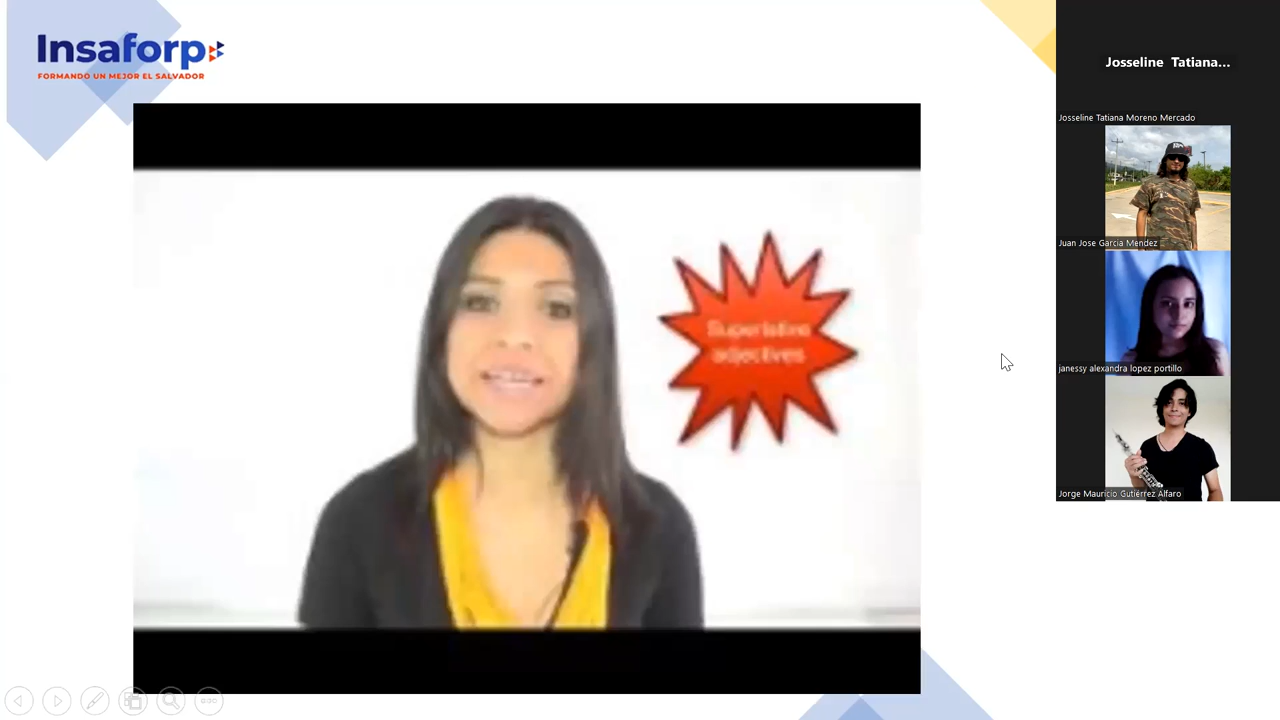 Insaforp
FORMANDO UN MEJOR EL SALVADOR
Superlative
adjectives
Josseline Tatiana...
Josseline Tatiana Moreno Mercado
Juan Jose Garcia Mendez
janessy alexandra lopez portillo
Jorge Mauricio Gutiérrez Alfaro